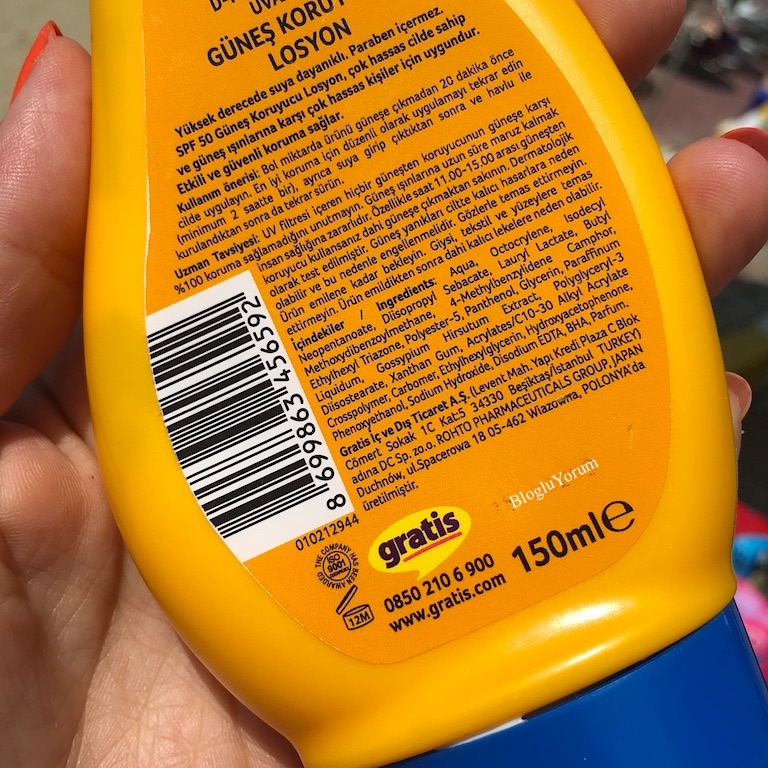 UVA
GÜNEŞ KORUY
LOSYON
Yüksek derecede suya dayanıklı. Paraben içermez.
SPF 50 Güneş Koruyucu Losyon, çok hassas cilde sahip
ve güneş ışınlarına karşı çok hassas kişiler için uygundur.
Etkili ve güvenli koruma sağlar.
Kullanım önerisi: Bol miktarda ürünü güneşe çıkmadan 20 dakika önce
cilde uygulayın. En iyi koruma için düzenli olarak uygulamayı tekrar edin
(minimum 2 saatte bir), ayrıca suya girip çıktıktan sonra ve havlu ile
kurulandıktan sonra da tekrar sürün.
Uzman Tavsiyesi: UV Filtresi içeren hiçbir güneşten koruyucunun güneşe karşı
%100 koruma sağlamadığını unutmayın. Güneş ışınlarına uzun süre maruz kalmak
insan sağlığına zararlıdır. Özellikle saat 11.00-15.00 arası güneşten
koruyucu kullansanız dahi güneşe çıkmaktan sakının. Dermatolojik
olarak test edilmiştir. Güneş yanıkları ciltte kalıcı hasarlara neden
olabilir ve bu nedenle engellenmelidir. Gözlerle temas ettirmeyin.
Ürün emilene kadar bekleyin. Giysi, tekstil ve yüzeylere temas
ettirmeyin. Ürün emildikten sonra dahi kalıcı lekelere neden olabilir.
İçindekiler / Ingredients: Aqua, Octocrylene, Isodecyl
Neopentanoate, Diisopropyl Sebacate, Lauryl Lactate, Butyl
Methoxydibenzoylmethane, 4-Methylbenzylidene Camphor,
Ethylhexyl Triazone, Polyester-5, Panthenol, Glycerin, Paraffinum
Liquidum, Gossypium Hirsutum Extract, Polyglyceryl-3
Diisostearate, Xanthan Gum, Acrylates/C10-30 Alkyl Acrylate
Crosspolymer, Carbomer, Ethylhexylglycerin, Hydroxyacetophenone,
Phenoxyethanol, Sodium Hydroxide, Disodium EDTA, BHA, Parfum.
Gratis İç ve Dış Ticaret A.Ş. (Levent Mah. Yapı Kredi Plaza C Blok
Cömert Sokak 1C Kat:5 34330 Beşiktaş/İstanbul TURKEY)
adına DC Sp. zo.o. ROHTO PHARMACEUTICALS GROUP, JAPAN
Duchnów, ul.Spacerowa 18 05-462 Wiazowna, POLONYA'da
üretilmiştir.
8 699863 456592
010212944
THE COMPANY HAS BEEN AWARDED
ISO
9001
12M
gratis
0850 210 6 900
www.gratis.com
150ml℮
BlogluYorum